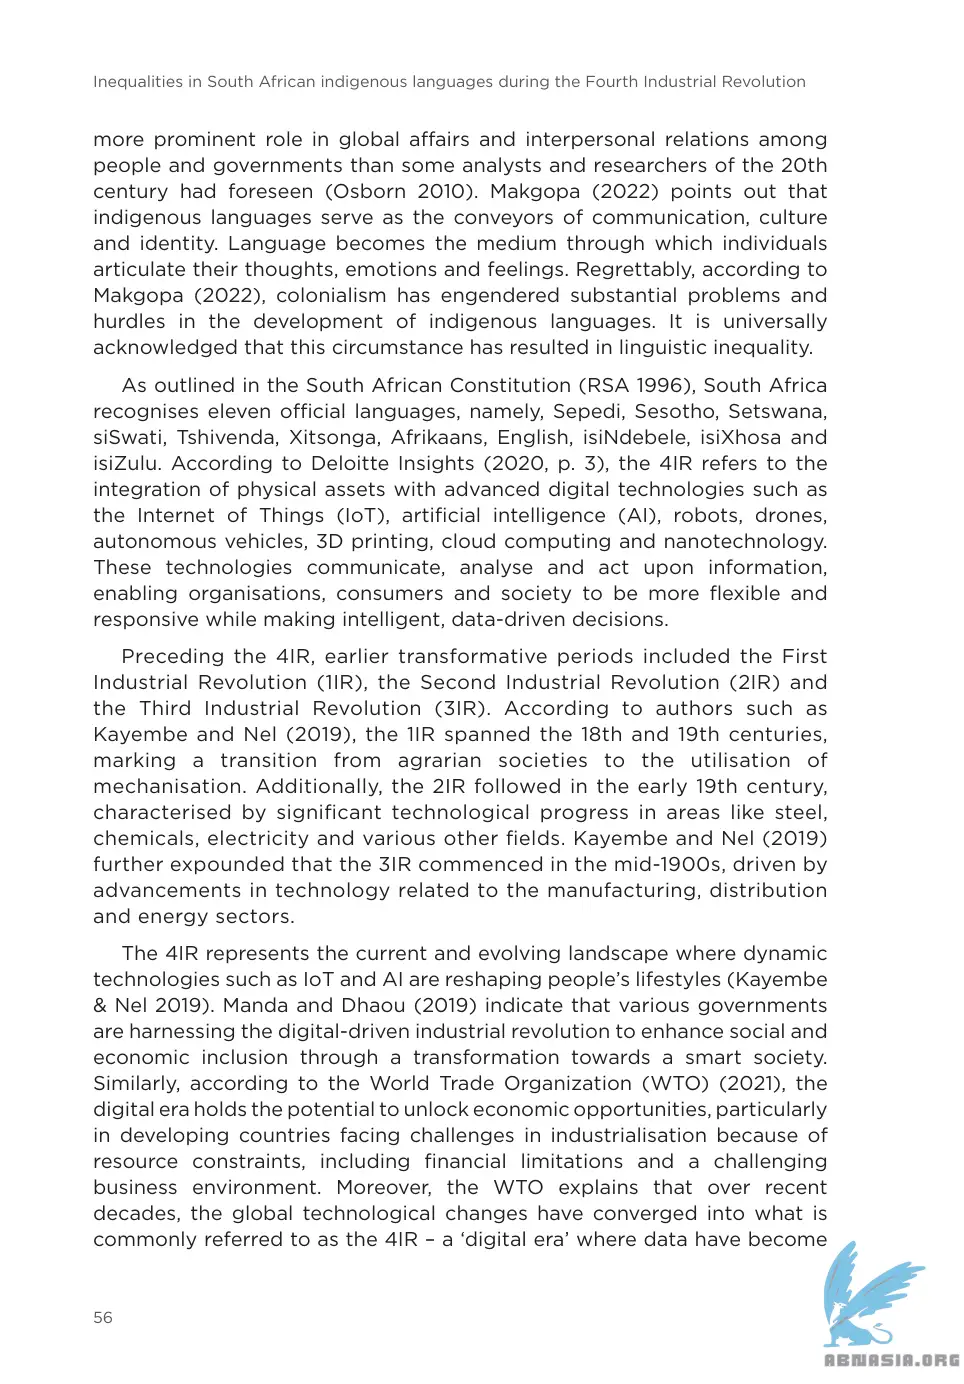 Inequalities in South African indigenous languages during the Fourth Industrial Revolution
more prominent role in global affairs and interpersonal relations among
people and governments than some analysts and researchers of the 20th
century had foreseen (Osborn 2010). Makgopa (2022) points out that
indigenous languages serve as the conveyors of communication, culture
and identity. Language becomes the medium through which individuals
articulate their thoughts, emotions and feelings. Regrettably, according to
Makgopa (2022), colonialism has engendered substantial problems and
hurdles in the development of indigenous languages. It is universally
acknowledged that this circumstance has resulted in linguistic inequality.
As outlined in the South African Constitution (RSA 1996), South Africa
recognises eleven official languages, namely, Sepedi, Sesotho, Setswana,
siSwati, Tshivenda, Xitsonga, Afrikaans, English, isiNdebele, isiXhosa and
isiZulu. According to Deloitte Insights (2020, p. 3), the 4IR refers to the
integration of physical assets with advanced digital technologies such as
the Internet of Things (IoT), artificial intelligence (AI), robots, drones,
autonomous vehicles, 3D printing, cloud computing and nanotechnology.
These technologies communicate, analyse and act upon information,
enabling organisations, consumers and society to be more flexible and
responsive while making intelligent, data-driven decisions.
Preceding the 4IR, earlier transformative periods included the First
Industrial Revolution (1IR), the Second Industrial Revolution (2IR) and
the Third Industrial Revolution (3IR). According to authors such as
Kayembe and Nel (2019), the 1IR spanned the 18th and 19th centuries,
marking a transition from agrarian societies to the utilisation of
mechanisation. Additionally, the 2IR followed in the early 19th century,
characterised by significant technological progress in areas like steel,
chemicals, electricity and various other fields. Kayembe and Nel (2019)
further expounded that the 3IR commenced in the mid-1900s, driven by
advancements in technology related to the manufacturing, distribution
and energy sectors.
The 4IR represents the current and evolving landscape where dynamic
technologies such as IoT and AI are reshaping people’s lifestyles (Kayembe
& Nel 2019). Manda and Dhaou (2019) indicate that various governments
are harnessing the digital-driven industrial revolution to enhance social and
economic inclusion through a transformation towards a smart society.
Similarly, according to the World Trade Organization (WTO) (2021), the
digital era holds the potential to unlock economic opportunities, particularly
in developing countries facing challenges in industrialisation because of
resource constraints, including financial limitations and a challenging
business environment. Moreover, the WTO explains that over recent
decades, the global technological changes have converged into what is
commonly referred to as the 4IR – a ‘digital era’ where data have become
56
ABNASIA.ORG